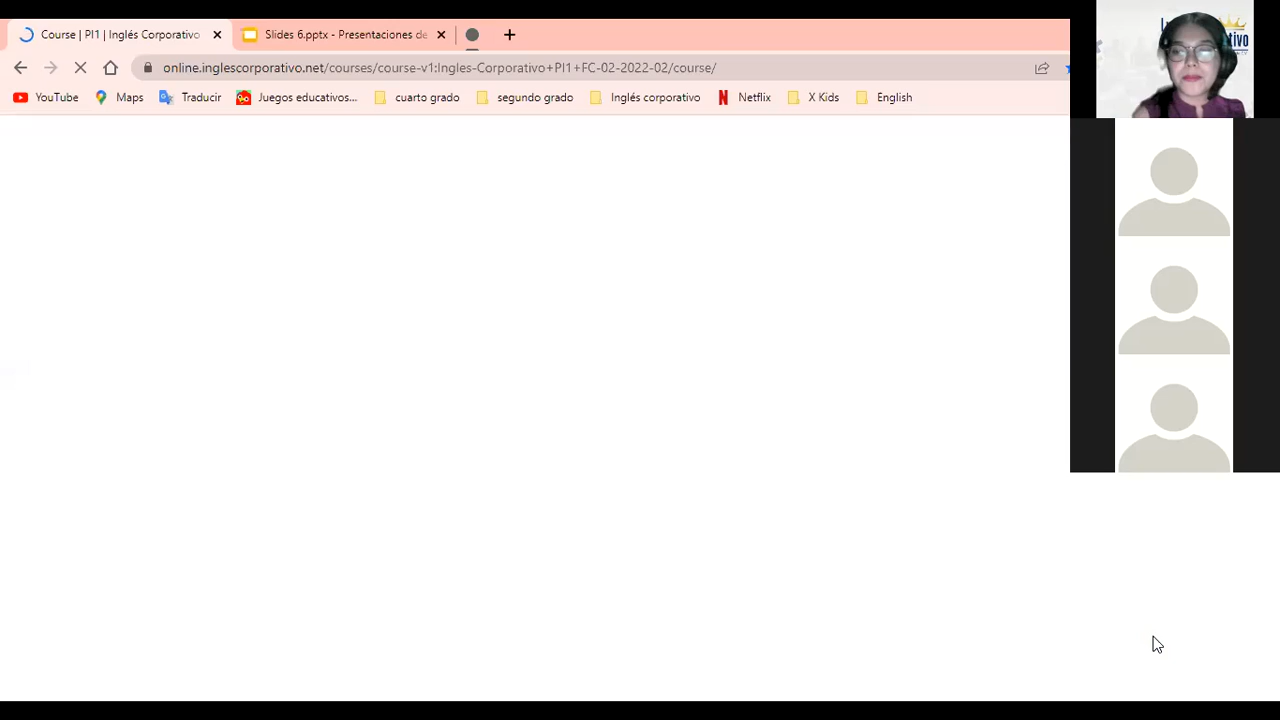 Course | PI1 | Inglés Corporativo
Slides 6.pptx - Presentaciones de
online.inglescorporativo.net/courses/course-v1:Ingles-Corporativo+PI1+FC-02-2022-02/course/
YouTube
Maps
Traducir
Juegos educativos...
cuarto grado
segundo grado
Inglés corporativo
Netflix
X Kids
English